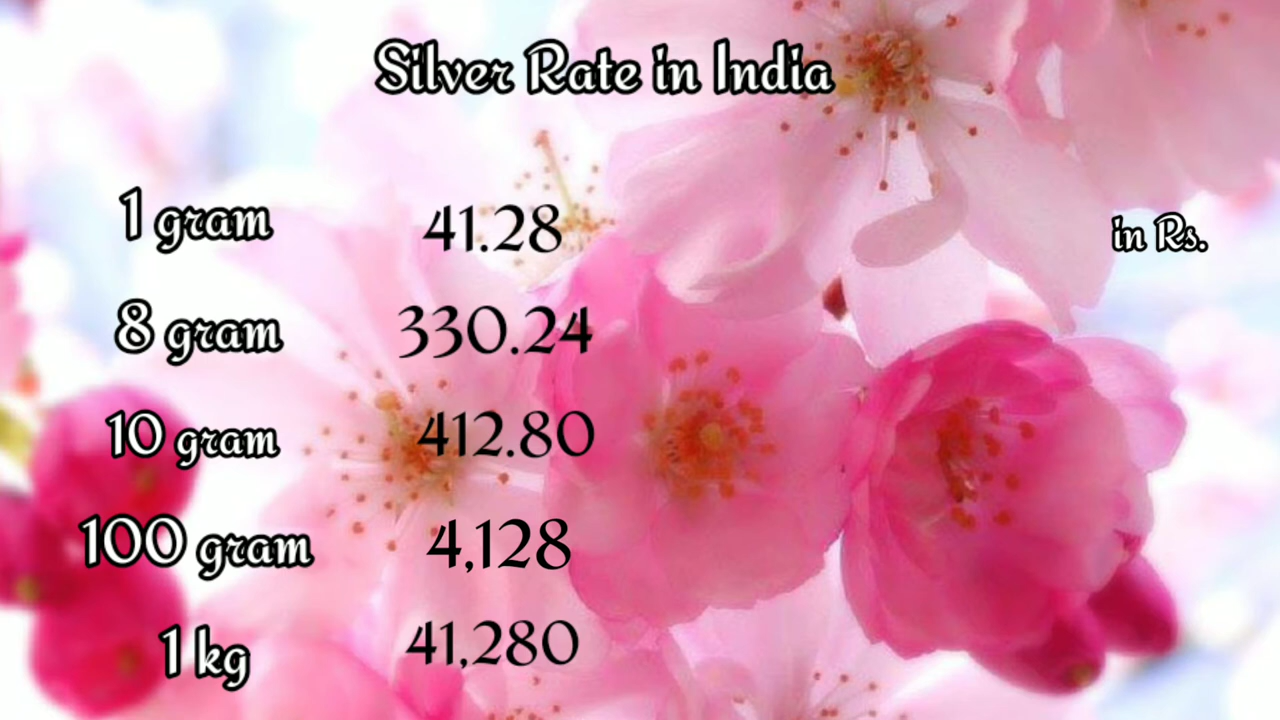 Silver Rate in India
in Rs.
1 gram 41.28
8 gram 330.24
10 gram 412.80
100 gram 4,128
1 kg 41,280